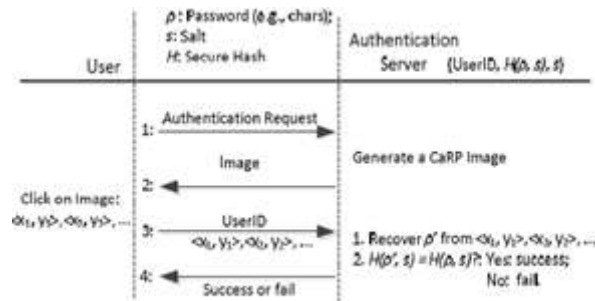 ρ: Password (e.g., chars);
s: Salt
H: Secure Hash
User
Authentication
Server (UserID, H(ρ, s), s)
1: Authentication Request
Image
Generate a CaRP Image
2:
Click on Image:
<x₁, y₁>,<x₂, y₂>, ...
3: UserID
<x₁, y₁>,<x₂, y₂>, ...
1. Recover ρ' from <x₁, y₁>,<x₂, y₂>, ...
2. H(ρ', s) = H(ρ, s)?: Yes: success;
No: fail.
4:
Success or fail